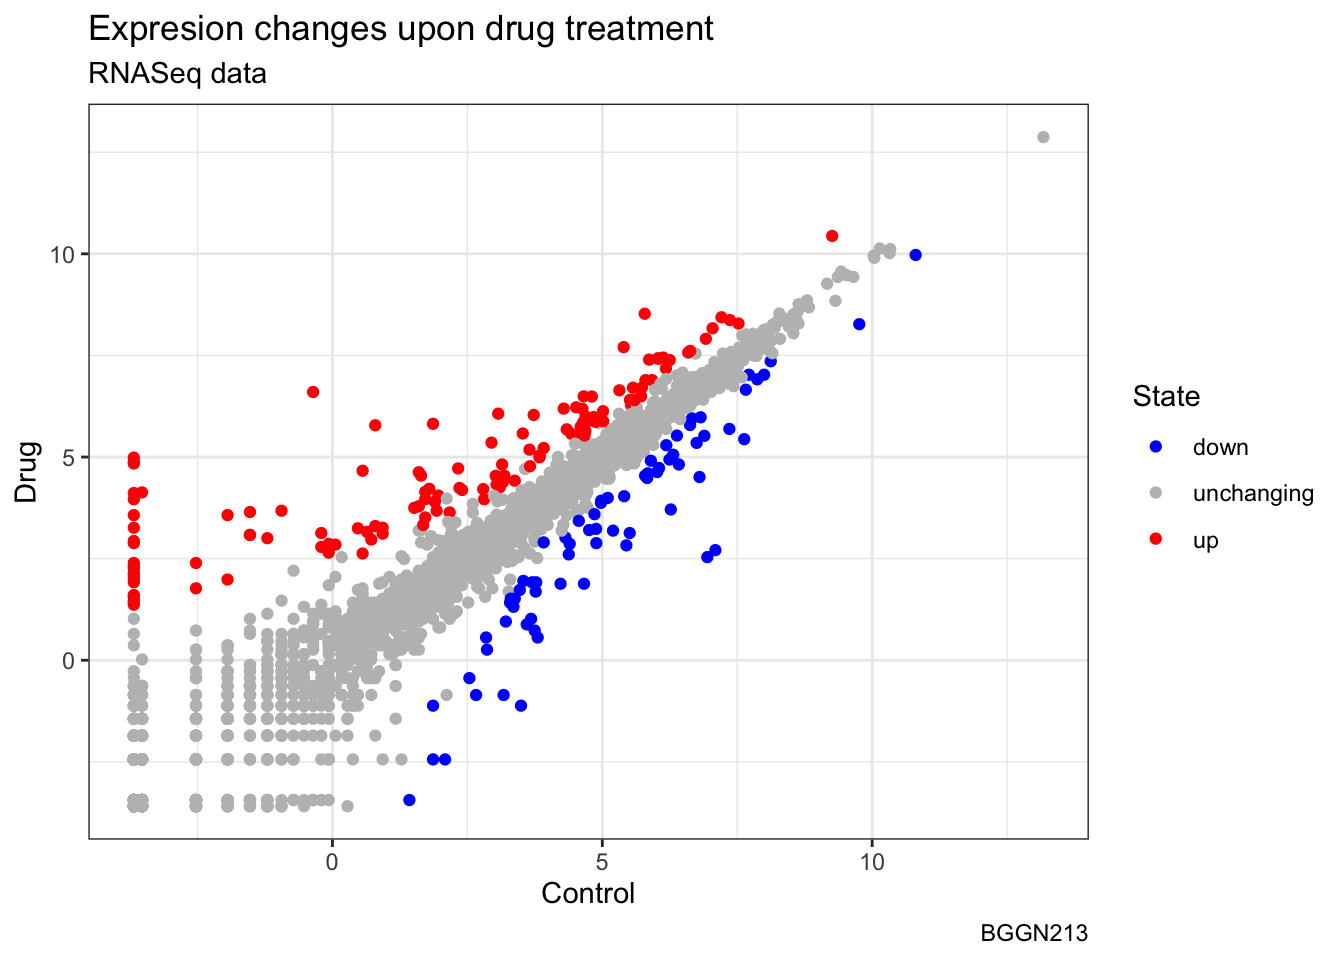 Expresion changes upon drug treatment
RNASeq data
Drug
10
5
0
0
5
10
Control
State
down
unchanging
up
BGGN213